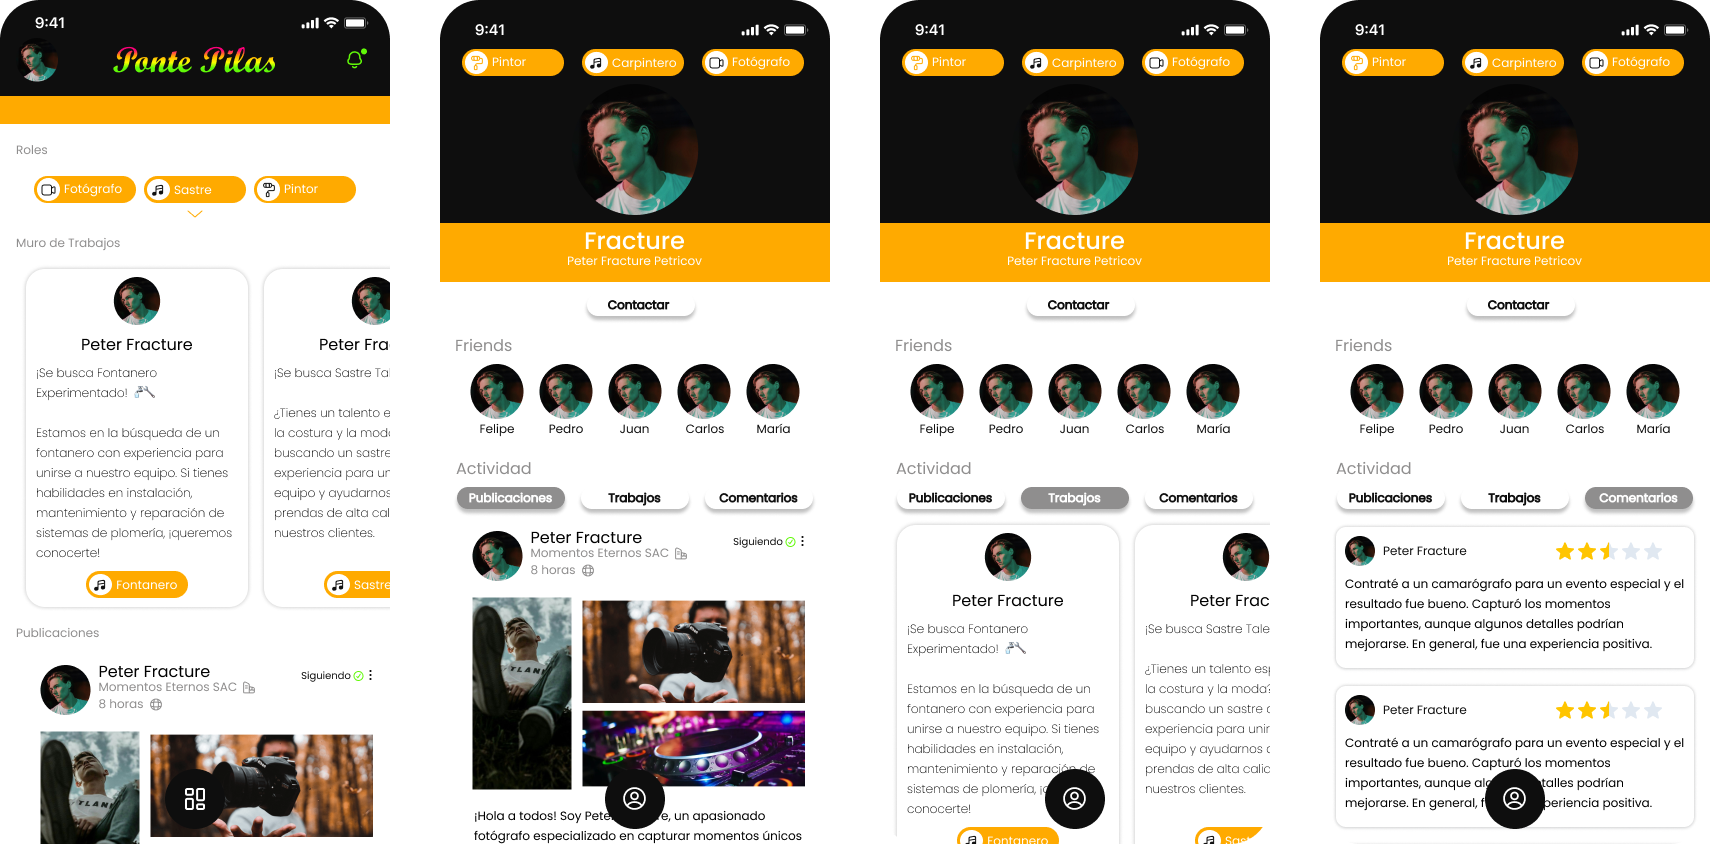 9:41
Ponte Pilas
Roles
Fotógrafo
Sastre
Pintor
Muro de Trabajos
Peter Fracture
¡Se busca Fontanero
Experimentado!
Estamos en la búsqueda de un
fontanero con experiencia para
unirse a nuestro equipo. Si tienes
habilidades en instalación,
mantenimiento y reparación de
sistemas de plomería, ¡queremos
conocerte!
Fontanero
Peter Fra
¡Se busca Sastre Tal
¿Tienes un talento e
la costura y la mod
buscando un sastre
experiencia para un
equipo y ayudarnos
prendas de alta cal
nuestros clientes.
Sastre
Publicaciones
Peter Fracture
Momentos Eternos SAC
8 horas
Siguiendo
TLAN
9:41
Pintor
Carpintero
Fotógrafo
Fracture
Peter Fracture Petricov
Contactar
Friends
Felipe
Pedro
Juan
Carlos
María
Actividad
Publicaciones
Trabajos
Comentarios
Peter Fracture
Momentos Eternos SAC
8 horas
Siguiendo
TLAN
¡Hola a todos! Soy Pete re, un apasionado
fotógrafo especializado en capturar momentos únicos
9:41
Pintor
Carpintero
Fotógrafo
Fracture
Peter Fracture Petricov
Contactar
Friends
Felipe
Pedro
Juan
Carlos
María
Actividad
Publicaciones
Trabajos
Comentarios
Peter Fracture
¡Se busca Fontanero
Experimentado!
Estamos en la búsqueda de un
fontanero con experiencia para
unirse a nuestro equipo. Si tienes
habilidades en instalación,
mantenimiento y reparación de
sistemas de plomería, ¡q
conocerte!
Fontanero
Peter Frac
¡Se busca Sastre Tale
¿Tienes un talento esp
la costura y la moda?
buscando un sastre c
experiencia para unir
equipo y ayudarnos a
prendas de alta calid
nuestros clientes.
Sast
9:41
Pintor
Carpintero
Fotógrafo
Fracture
Peter Fracture Petricov
Contactar
Friends
Felipe
Pedro
Juan
Carlos
María
Actividad
Publicaciones
Trabajos
Comentarios
Peter Fracture
Contraté a un camarógrafo para un evento especial y el
resultado fue bueno. Capturó los momentos
importantes, aunque algunos detalles podrían
mejorarse. En general, fue una experiencia positiva.
Peter Fracture
Contraté a un camarógrafo para un evento especial y el
resultado fue bueno. Capturó los momentos
importantes, aunque alg talles podrían
mejorarse. En general, f periencia positiva.